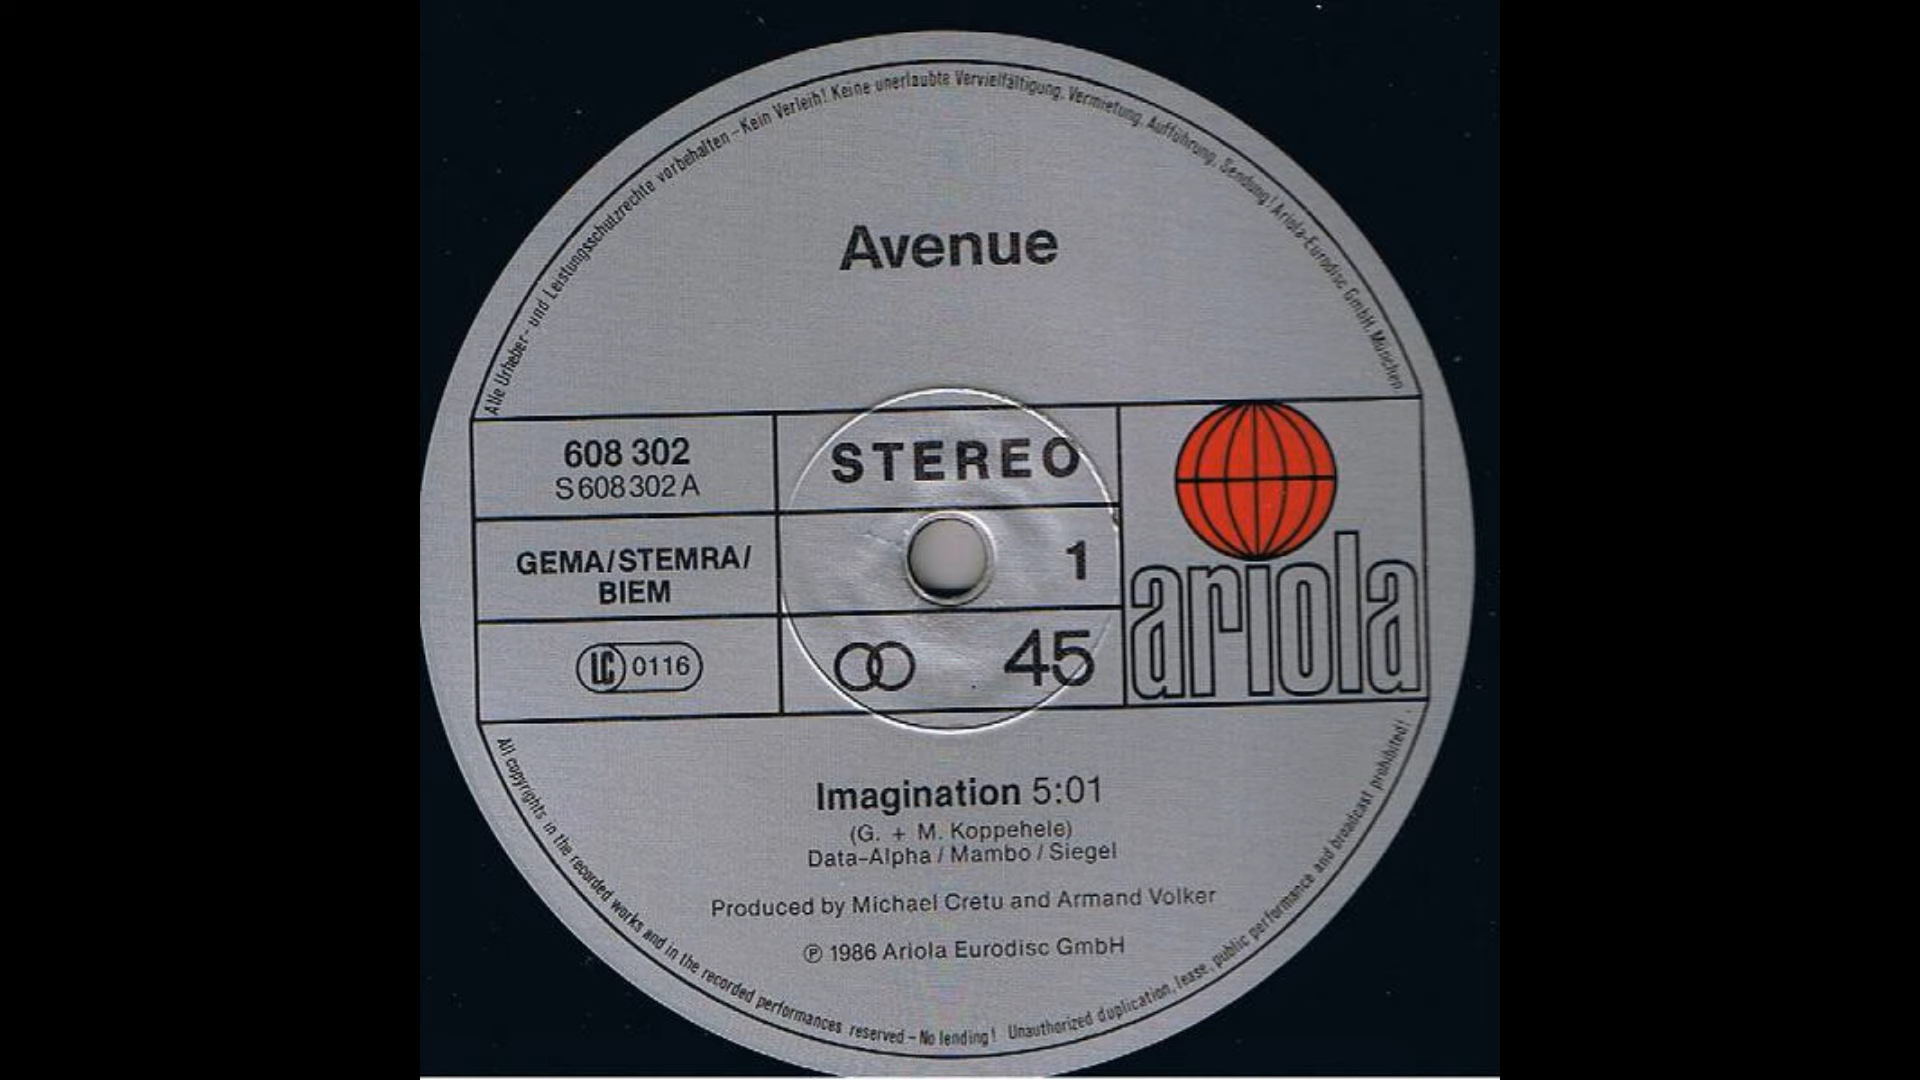 Alle Urheber- und Leistungsschutzrechte vorbehalten – Kein Verleih! Keine unerlaubte Vervielfältigung, Vermietung, Aufführung, Sendung! Ariola-Eurodisc GmbH, München
Avenue
608 302
S 608 302 A
STEREO
GEMA/STEMRA/
BIEM
1
LC 0116
45
ariola
Imagination 5:01
(G. + M. Koppehele)
Data-Alpha / Mambo / Siegel
Produced by Michael Cretu and Armand Volker
℗ 1986 Ariola Eurodisc GmbH
All copyrights in the recorded works and in the recorded performances reserved – No lending! Unauthorized duplication, lease, public performance and broadcast prohibited!